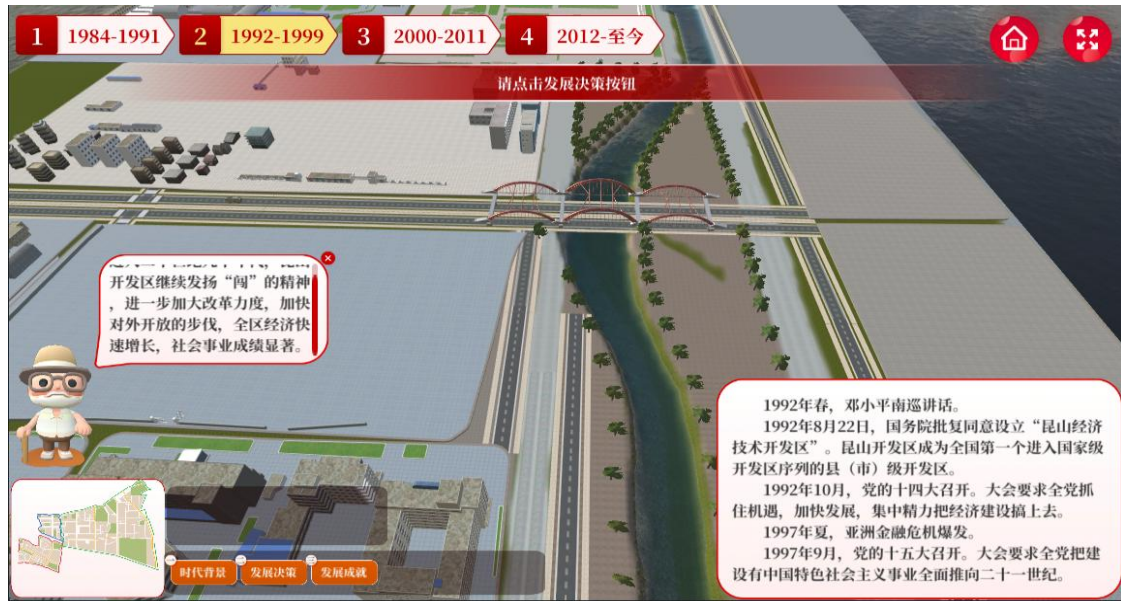 1 1984-1991 2 1992-1999 3 2000-2011 4 2012-至今
请点击发展决策按钮
开发区继续发扬“闯”的精神
，进一步加大改革力度，加快
对外开放的步伐，全区经济快
速增长，社会事业成绩显著。
1992年春，邓小平南巡讲话。
1992年8月22日，国务院批复同意设立“昆山经济
技术开发区”。昆山开发区成为全国第一个进入国家级
开发区序列的县（市）级开发区。
1992年10月，党的十四大召开。大会要求全党抓
住机遇，加快发展，集中精力把经济建设搞上去。
1997年夏，亚洲金融危机爆发。
1997年9月，党的十五大召开。大会要求全党把建
设有中国特色社会主义事业全面推向二十一世纪。
时代背景 发展决策 发展成就